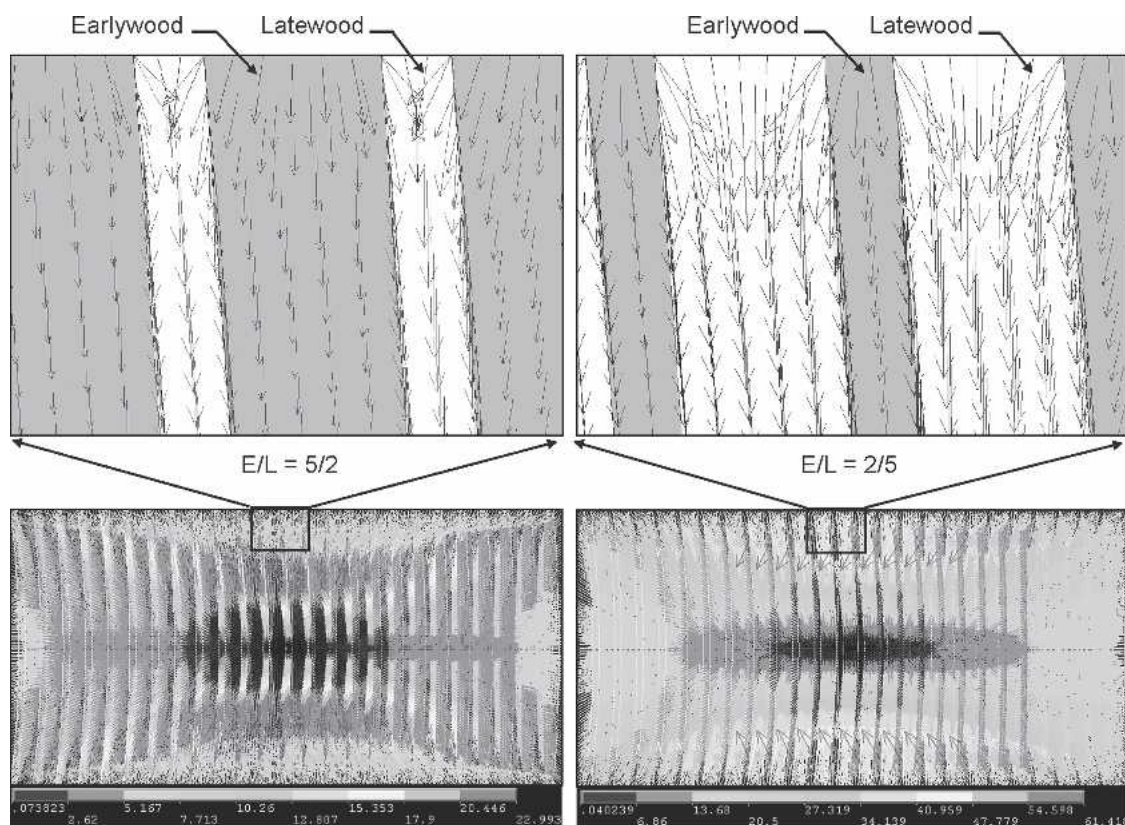 Earlywood Latewood Earlywood Latewood
E/L = 5/2 E/L = 2/5
.073823 5.167 10.26 15.353 20.446
2.62 7.713 12.807 17.9 22.993
.040239 13.68 27.319 40.959 54.598
6.86 20.5 34.139 47.779 61.418